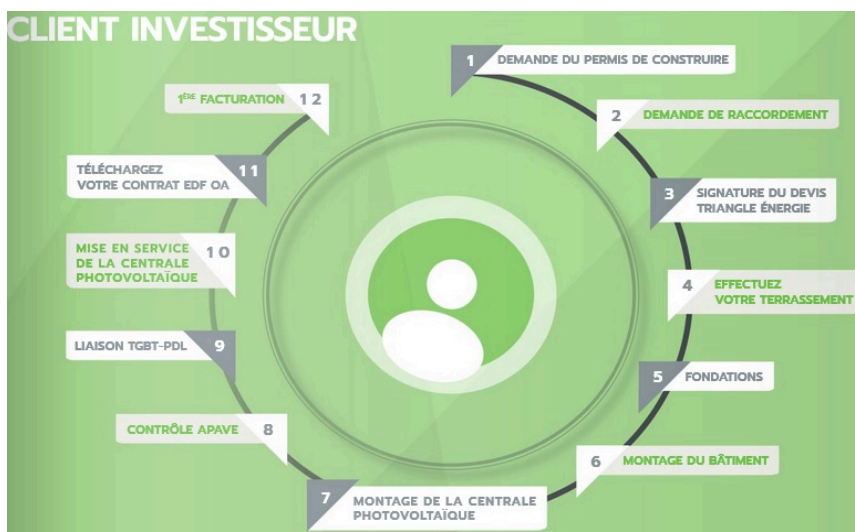 CLIENT INVESTISSEUR
1 DEMANDE DU PERMIS DE CONSTRUIRE
2 DEMANDE DE RACCORDEMENT
3 SIGNATURE DU DEVIS
TRIANGLE ÉNERGIE
4 EFFECTUEZ
VOTRE TERRASSEMENT
5 FONDATIONS
6 MONTAGE DU BÂTIMENT
7 MONTAGE DE LA CENTRALE
PHOTOVOLTAÏQUE
CONTRÔLE APAVE 8
LIAISON TGBT-PDL 9
MISE EN SERVICE 10
DE LA CENTRALE
PHOTOVOLTAÏQUE
TÉLÉCHARGEZ 11
VOTRE CONTRAT EDF OA
1ÈRE FACTURATION 12